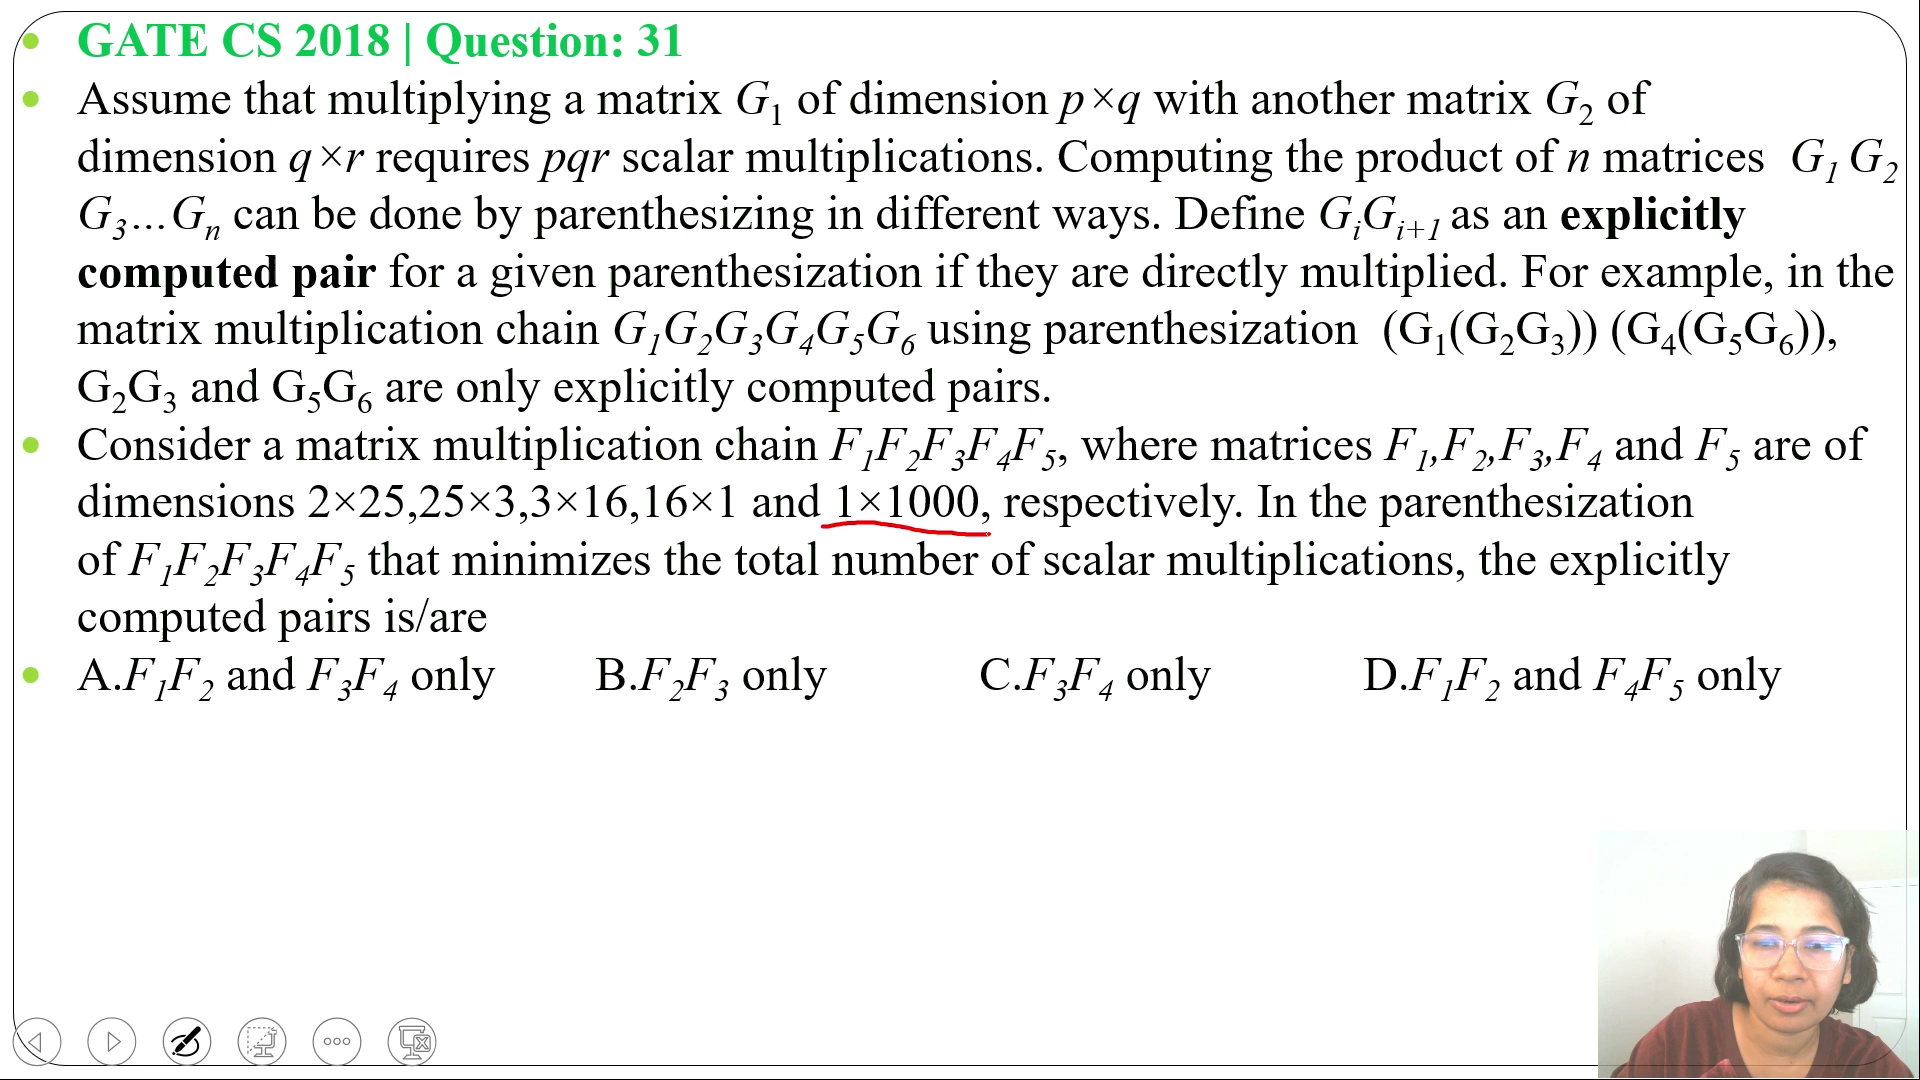 GATE CS 2018 | Question: 31
Assume that multiplying a matrix G₁ of dimension p×q with another matrix G₂ of
dimension q×r requires pqr scalar multiplications. Computing the product of n matrices G₁ G₂
G₃…Gₙ can be done by parenthesizing in different ways. Define GᵢGᵢ₊₁ as an explicitly
computed pair for a given parenthesization if they are directly multiplied. For example, in the
matrix multiplication chain G₁G₂G₃G₄G₅G₆ using parenthesization (G₁(G₂G₃)) (G₄(G₅G₆)),
G₂G₃ and G₅G₆ are only explicitly computed pairs.
Consider a matrix multiplication chain F₁F₂F₃F₄F₅, where matrices F₁,F₂,F₃,F₄ and F₅ are of
dimensions 2×25,25×3,3×16,16×1 and 1×1000, respectively. In the parenthesization
of F₁F₂F₃F₄F₅ that minimizes the total number of scalar multiplications, the explicitly
computed pairs is/are
A.F₁F₂ and F₃F₄ only B.F₂F₃ only C.F₃F₄ only D.F₁F₂ and F₄F₅ only